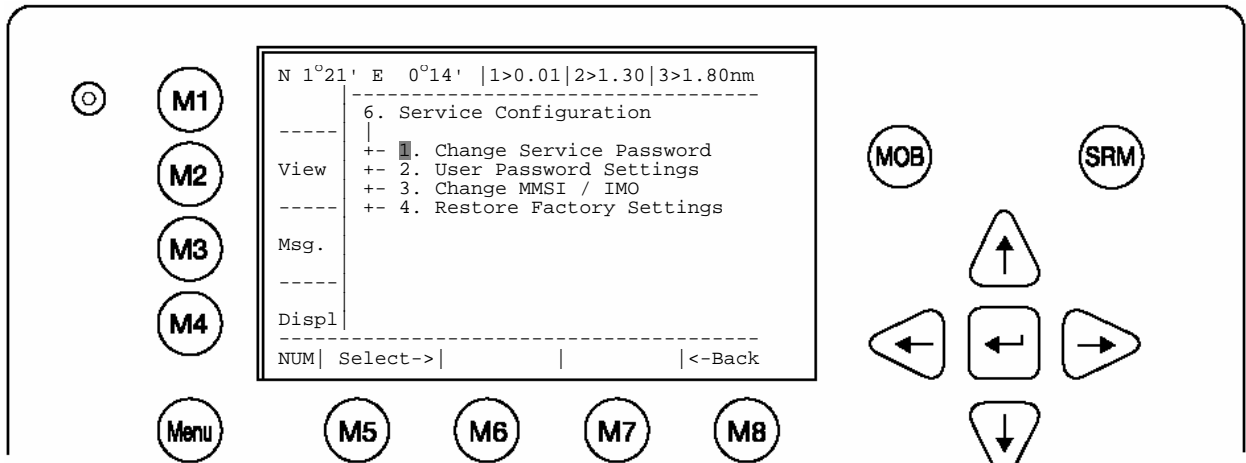 N 1°21' E 0°14' |1>0.01|2>1.30|3>1.80nm
M1
6. Service Configuration
+- 1. Change Service Password
MOB
SRM
M2
View
+- 2. User Password Settings
+- 3. Change MMSI / IMO
+- 4. Restore Factory Settings
M3
Msg.
M4
Displ
NUM| Select->| | |<-Back
Menu
M5
M6
M7
M8